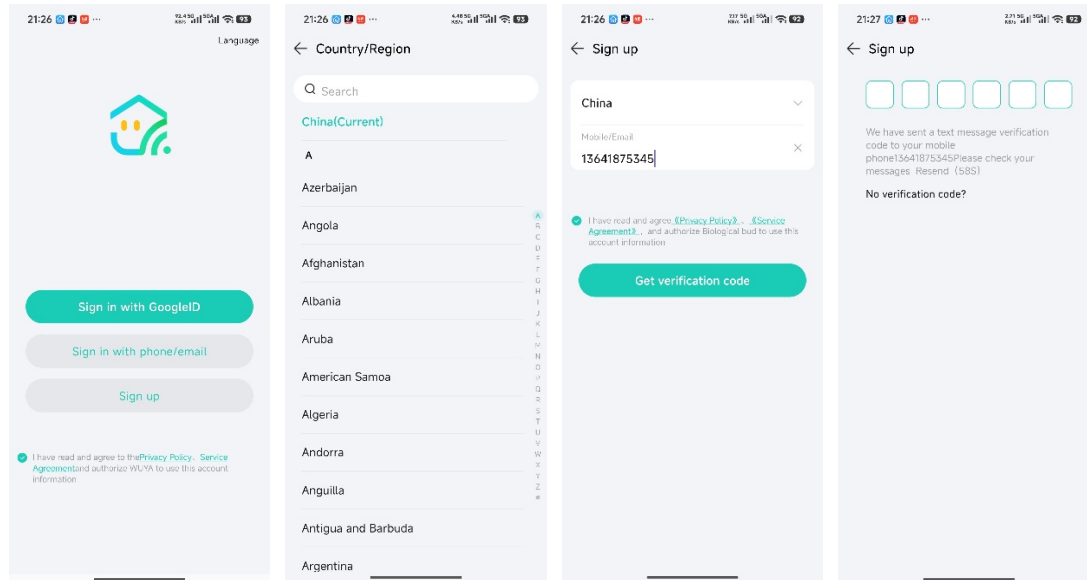 21:26
93
Language
Sign in with GoogleID
Sign in with phone/email
Sign up
I have read and agree to thePrivacy Policy、Service
Agreementand authorize WUYA to use this account
information
21:26
93
Country/Region
Search
China(Current)
A
Azerbaijan
Angola
Afghanistan
Albania
Aruba
American Samoa
Algeria
Andorra
Anguilla
Antigua and Barbuda
Argentina
A
B
C
D
E
F
G
H
I
J
K
L
M
N
O
P
Q
R
S
T
U
V
W
X
Y
Z
#
21:26
92
Sign up
China
Mobile/Email
13641875345
I have read and agree 《Privacy Policy》、《Service
Agreement》, and authorize Biological bud to use this
account information
Get verification code
21:27
92
Sign up
We have sent a text message verification
code to your mobile
phone13641875345Please check your
messages Resend (58S)
No verification code?